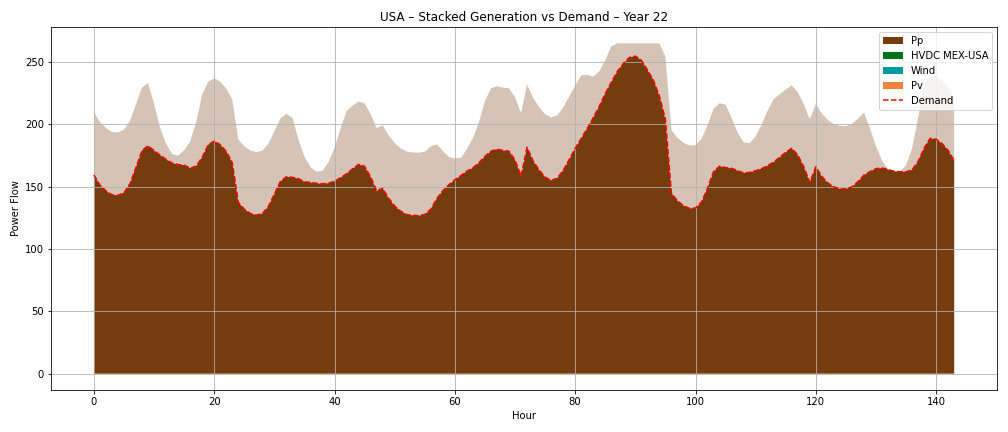 USA – Stacked Generation vs Demand – Year 22
Pp
HVDC MEX-USA
Wind
Pv
Demand
Power Flow
250
200
150
100
50
0
0 20 40 60 80 100 120 140
Hour